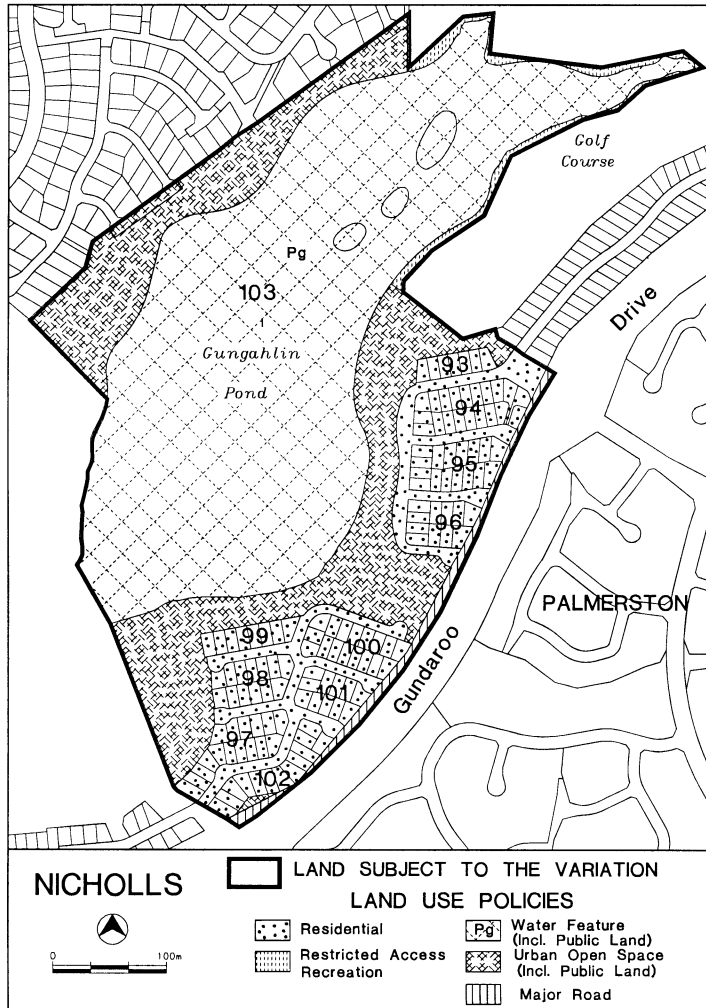 Golf
Course
Pg
103
1
Gungahlin
Pond
Drive
93
94
95
96
PALMERSTON
99
100
98
101
Gundaroo
97
102
NICHOLLS
0 100m
LAND SUBJECT TO THE VARIATION
LAND USE POLICIES
Residential
Restricted Access
Recreation
Pg
Water Feature
(Incl. Public Land)
Urban Open Space
(Incl. Public Land)
Major Road